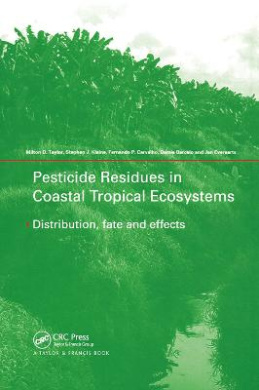 Milton D. Taylor, Stephen J. Klaine, Fernando P. Carvalho, Damia Barcelo and Jan Everaarts
Pesticide Residues in
Coastal Tropical Ecosystems
Distribution, fate and effects
CRC Press
Taylor & Francis Group
A TAYLOR & FRANCIS BOOK